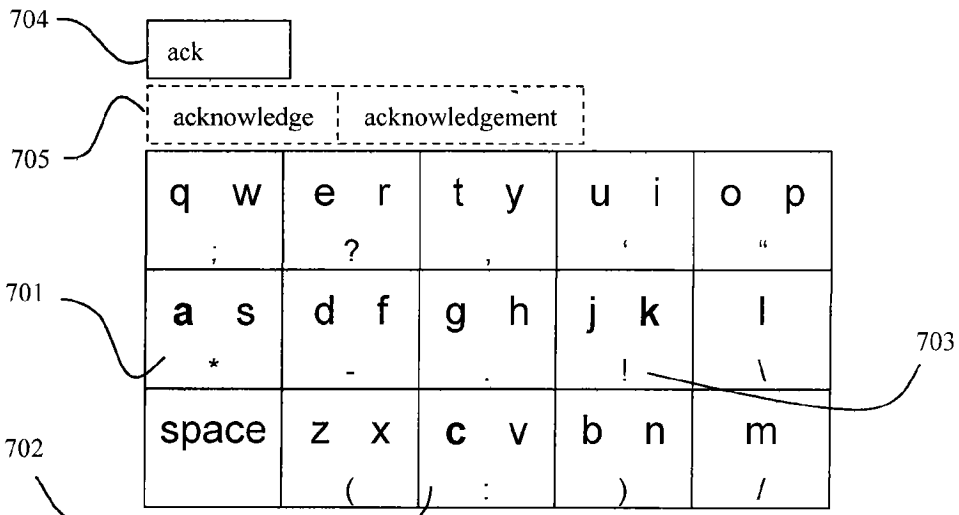 704
ack
acknowledge acknowledgement
705
q w e r t y u i o p
; ? , ‘ “
701
a s d f g h j k l
* - . ! \
703
space z x c v b n m
702
( : ) /